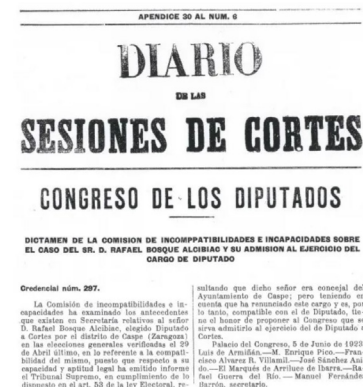 APENDICE 30 AL NUM. 6
DIARIO
DE LAS
SESIONES DE CORTES
CONGRESO DE LOS DIPUTADOS
DICTAMEN DE LA COMISION DE INCOMPATIBILIDADES E INCAPACIDADES SOBRE
EL CASO DEL SR. D. RAFAEL BOSQUE ALCIBIAC Y SU ADMISION AL EJERCICIO DEL
CARGO DE DIPUTADO
Credencial núm. 297.
La Comisión de incompatibilidades e in-
capacidades ha examinado los antecedentes
que existen en Secretaría relativos al señor
D. Rafael Bosque Alcibiac, elegido Diputado
a Cortes por el distrito de Caspe (Zaragoza)
en las elecciones generales verificadas el 29
de Abril último, en lo referente a la compati-
bilidad del mismo, puesto que respecto a su
capacidad y aptitud legal ha emitido informe
el Tribunal Supremo, en cumplimiento de lo
dispuesto en el art. 53 de la ley Electoral, re-
sultando que dicho señor era concejal del
Ayuntamiento de Caspe; pero teniendo en
cuenta que ha renunciado este cargo y es, por
lo tanto, compatible con el de Diputado, tie-
ne el honor de proponer al Congreso que se
sirva admitirlo al ejercicio del de Diputado a
Cortes.
Palacio del Congreso, 5 de Junio de 1923.
Luis de Armiñán.—M. Enrique Pico.—Fran
cisco Alvarez R. Villamil.—José Sánchez Ani
do.—El Marqués de Arriluce de Ibarra.—Ra
fael Guerra del Río.—Manuel Fernánde
Barrón, secretario.